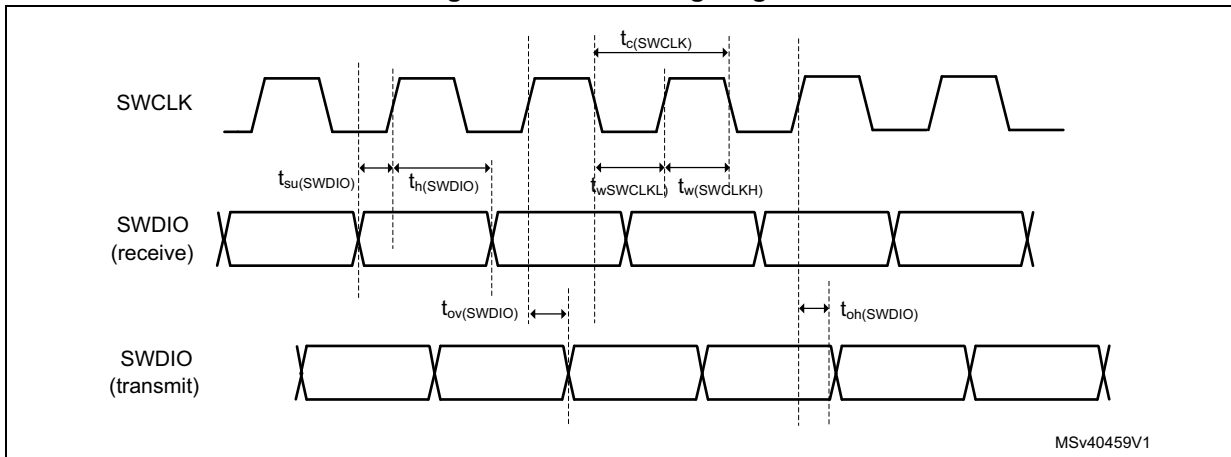 tc(SWCLK)
SWCLK
tsu(SWDIO) th(SWDIO) twSWCLKL) tw(SWCLKH)
SWDIO
(receive)
tov(SWDIO) toh(SWDIO)
SWDIO
(transmit)
MSv40459V1